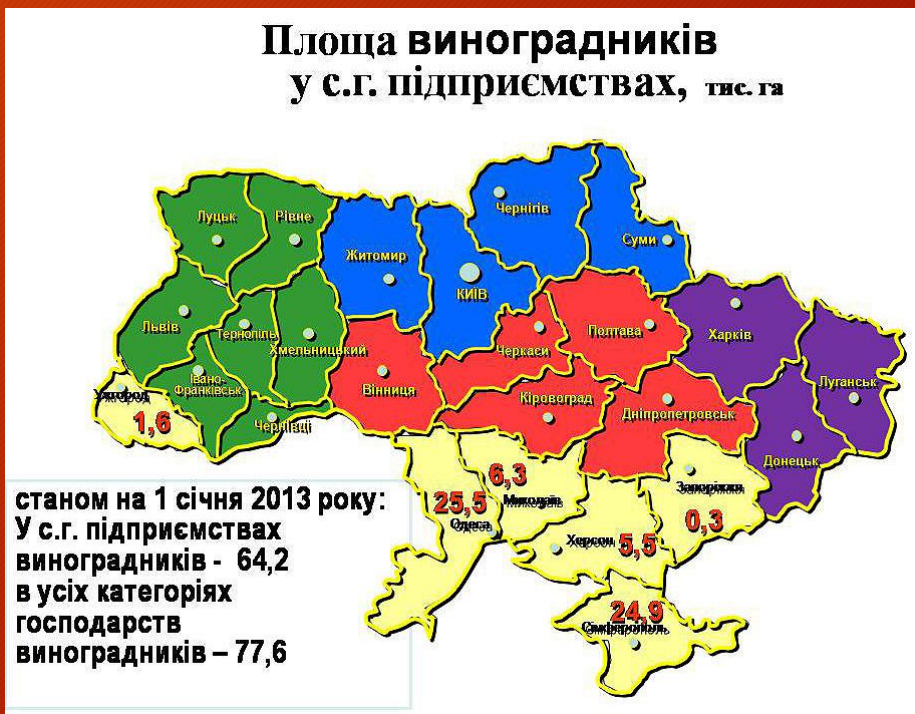 Площа виноградників
у с.г. підприємствах, тис. га
Чернігів
Луцьк
Рівне
Суми
Житомир
КИЇВ
Львів
Тернопіль
Хмельницький
Полтава
Харків
Черкаси
Івано-
Франківськ
Вінниця
Луганськ
Ужгород
1,6
Кіровоград
Дніпропетровськ
Чернівці
Донецьк
6,3
Запоріжжя
25,5
Миколаїв
Одеса
0,3
Херсон 5,5
24,9
Сімферополь
станом на 1 січня 2013 року:
У с.г. підприємствах
виноградників - 64,2
в усіх категоріях
господарств
виноградників – 77,6